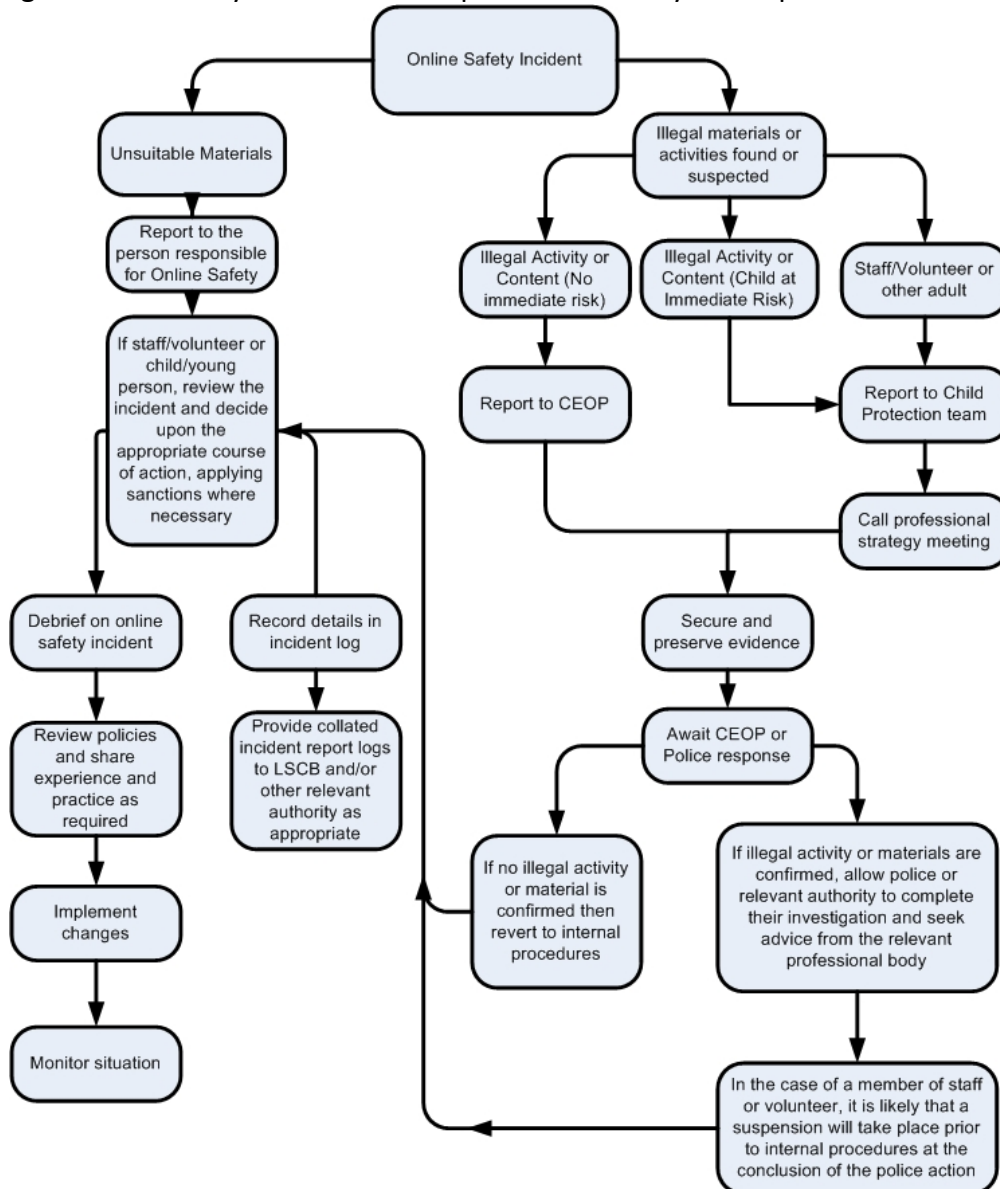 Online Safety Incident
Unsuitable Materials
Illegal materials or
activities found or
suspected
Report to the
person responsible
for Online Safety
Illegal Activity or
Content (No
immediate risk)
Illegal Activity or
Content (Child at
Immediate Risk)
Staff/Volunteer or
other adult
If staff/volunteer or
child/young
person, review the
incident and decide
upon the
appropriate course
of action, applying
sanctions where
necessary
Report to CEOP
Report to Child
Protection team
Call professional
strategy meeting
Debrief on online
safety incident
Record details in
incident log
Secure and
preserve evidence
Review policies
and share
experience and
practice as
required
Provide collated
incident report logs
to LSCB and/or
other relevant
authority as
appropriate
Await CEOP or
Police response
If no illegal activity
or material is
confirmed then
revert to internal
procedures
If illegal activity or materials are
confirmed, allow police or
relevant authority to complete
their investigation and seek
advice from the relevant
professional body
Implement
changes
Monitor situation
In the case of a member of staff
or volunteer, it is likely that a
suspension will take place prior
to internal procedures at the
conclusion of the police action